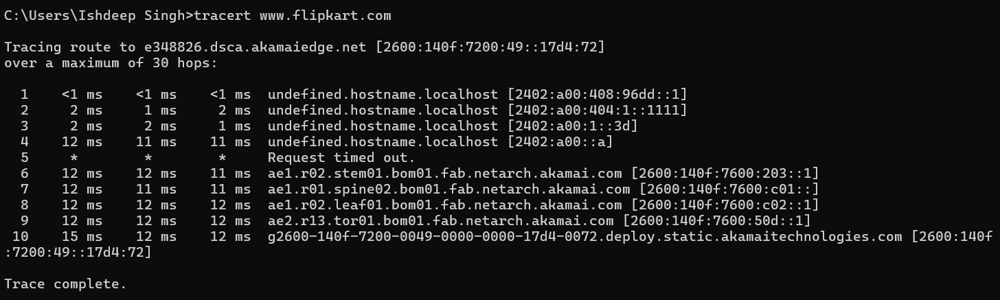 C:\Users\Ishdeep Singh>tracert www.flipkart.com
Tracing route to e348826.dsca.akamaiedge.net [2600:140f:7200:49::17d4:72]
over a maximum of 30 hops:
1 <1 ms <1 ms <1 ms undefined.hostname.localhost [2402:a00:408:96dd::1]
2 2 ms 1 ms 2 ms undefined.hostname.localhost [2402:a00:404:1::1111]
3 2 ms 2 ms 1 ms undefined.hostname.localhost [2402:a00:1::3d]
4 12 ms 11 ms 11 ms undefined.hostname.localhost [2402:a00::a]
5 * * * Request timed out.
6 12 ms 12 ms 11 ms ae1.r02.stem01.bom01.fab.netarch.akamai.com [2600:140f:7600:203::1]
7 12 ms 11 ms 11 ms ae1.r01.spine02.bom01.fab.netarch.akamai.com [2600:140f:7600:c01::]
8 12 ms 12 ms 12 ms ae1.r02.leaf01.bom01.fab.netarch.akamai.com [2600:140f:7600:c02::1]
9 12 ms 12 ms 12 ms ae2.r13.tor01.bom01.fab.netarch.akamai.com [2600:140f:7600:50d::1]
10 15 ms 12 ms 12 ms g2600-140f-7200-0049-0000-0000-17d4-0072.deploy.static.akamaitechnologies.com [2600:140f
:7200:49::17d4:72]
Trace complete.